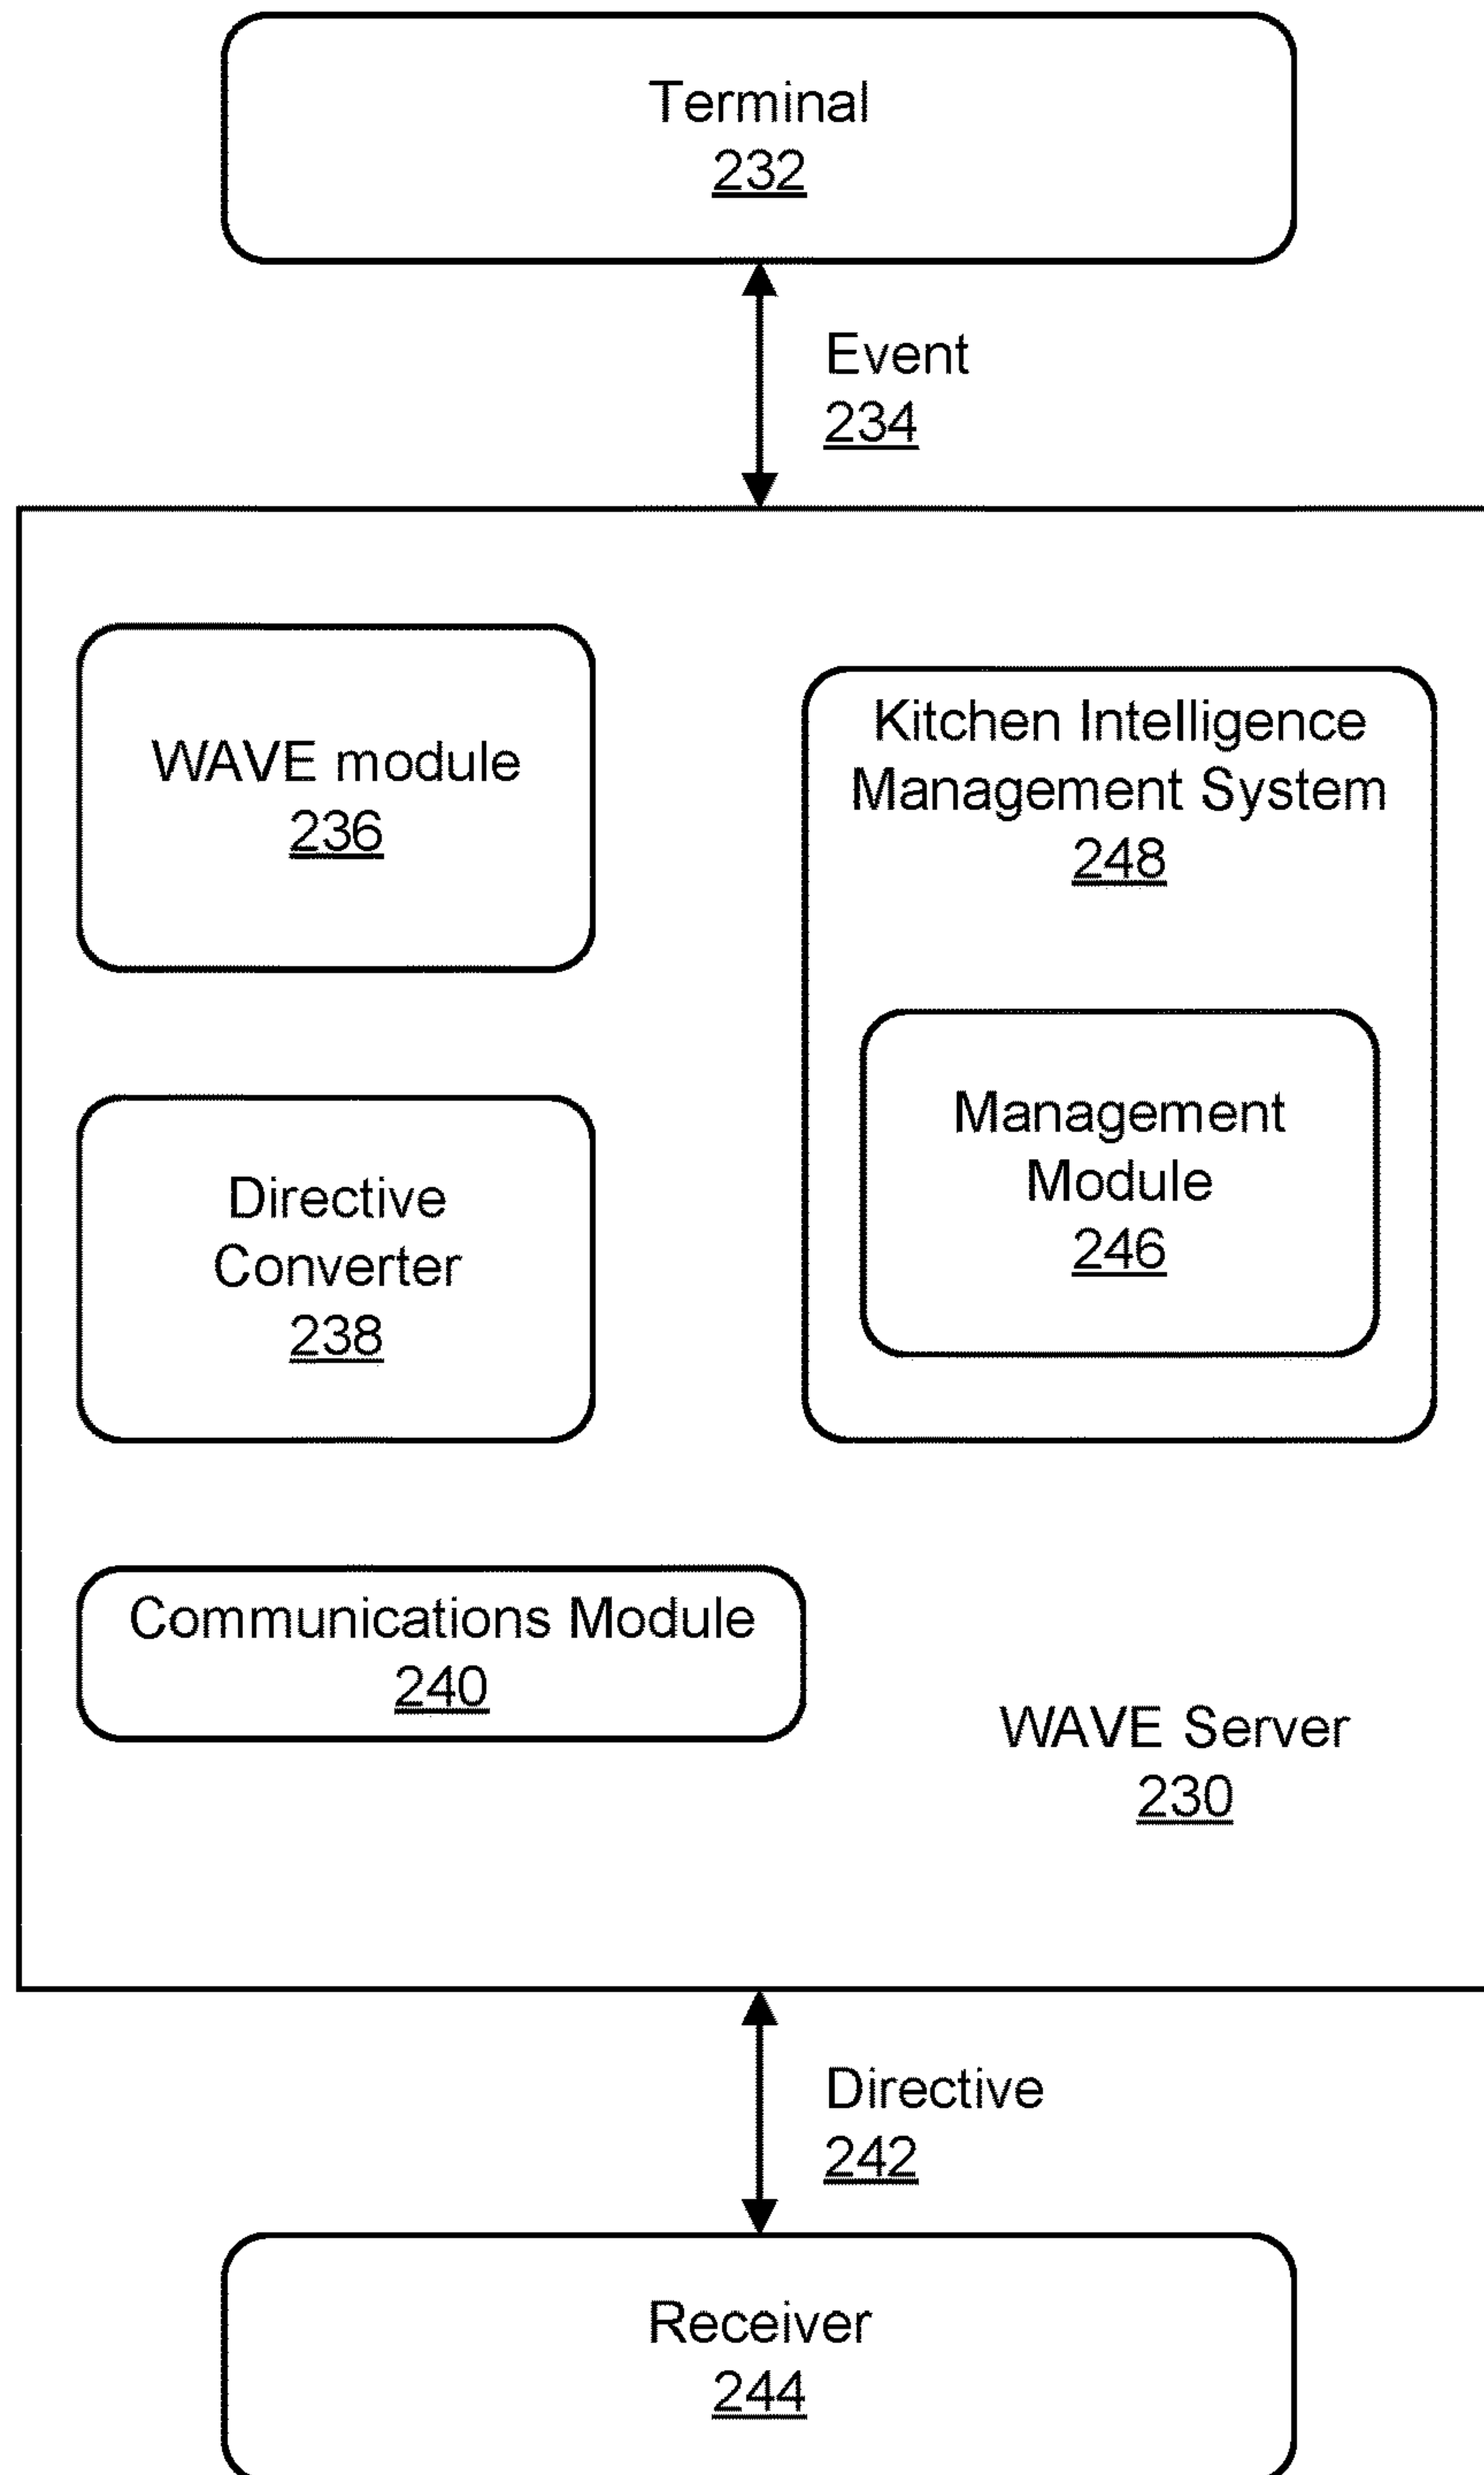 Terminal
232
Event
234
WAVE module
236
Kitchen Intelligence
Management System
248
Management
Module
246
Directive
Converter
238
Communications Module
240
WAVE Server
230
Directive
242
Receiver
244